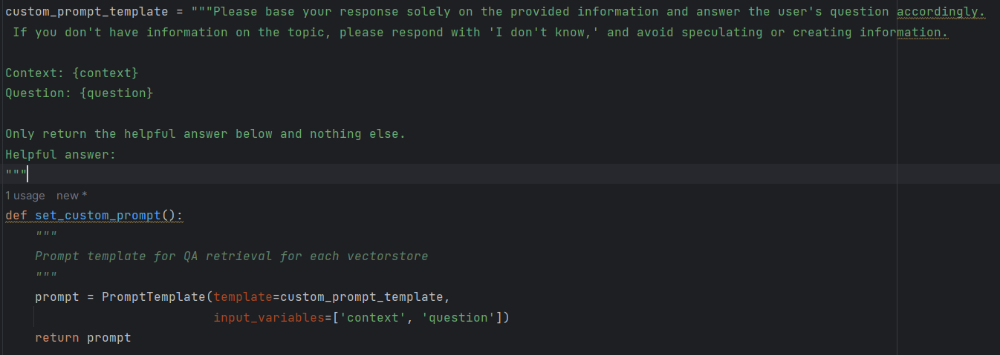 custom_prompt_template = """Please base your response solely on the provided information and answer the user's question accordingly.
 If you don't have information on the topic, please respond with 'I don't know,' and avoid speculating or creating information.

Context: {context}
Question: {question}

Only return the helpful answer below and nothing else.
Helpful answer:
"""
1 usage   new *
def set_custom_prompt():
    """
    Prompt template for QA retrieval for each vectorstore
    """
    prompt = PromptTemplate(template=custom_prompt_template,
                            input_variables=['context', 'question'])
    return prompt